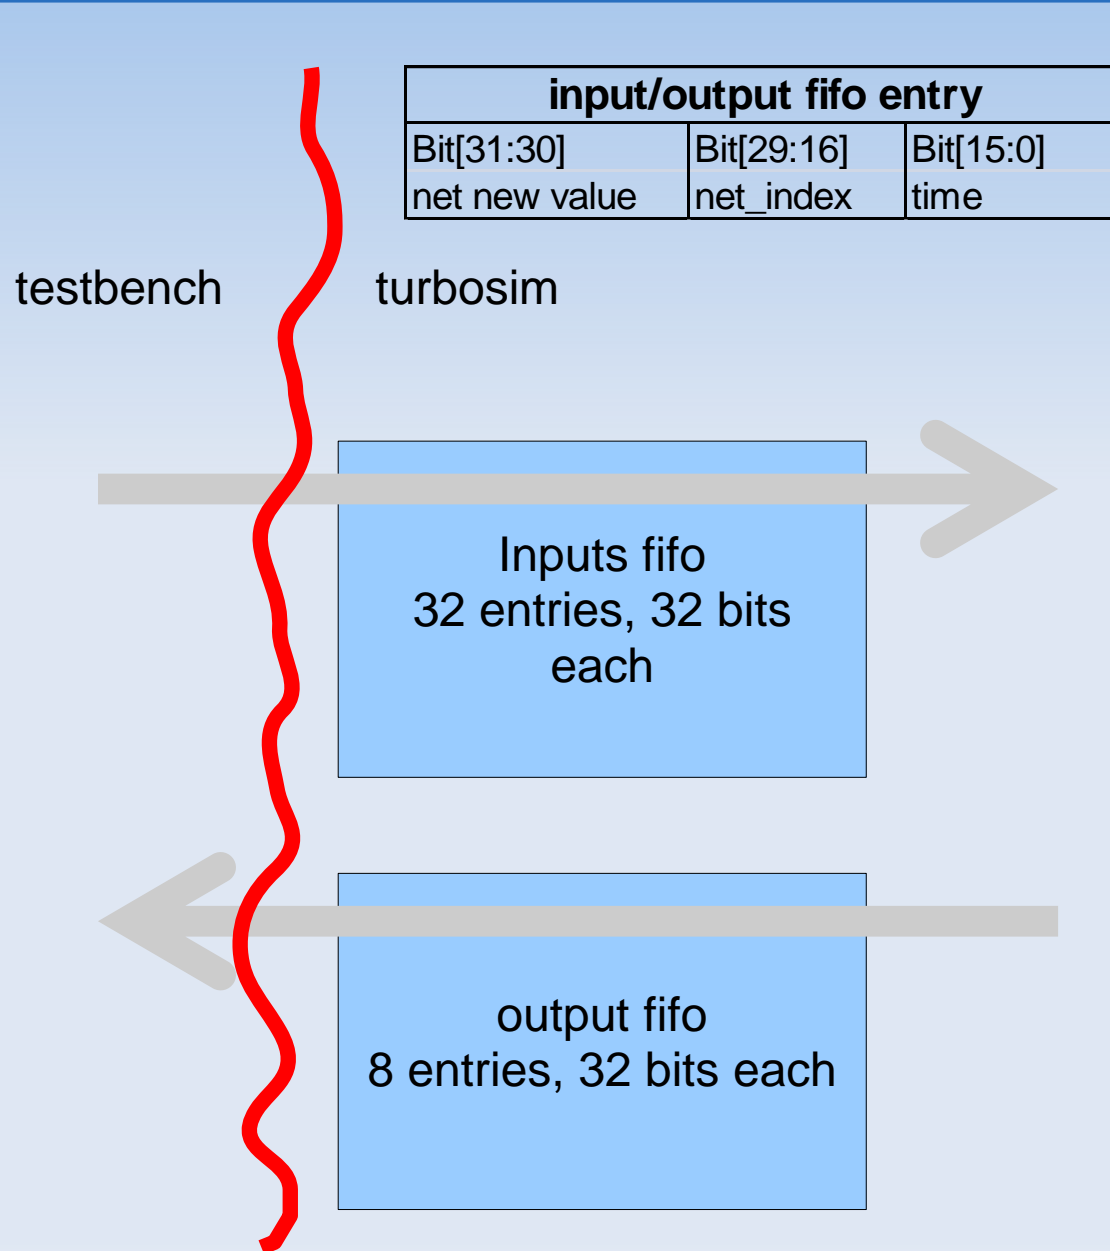 input/output fifo entry
Bit[31:30] Bit[29:16] Bit[15:0]
net new value net_index time
testbench turbosim
Inputs fifo
32 entries, 32 bits
each
output fifo
8 entries, 32 bits each